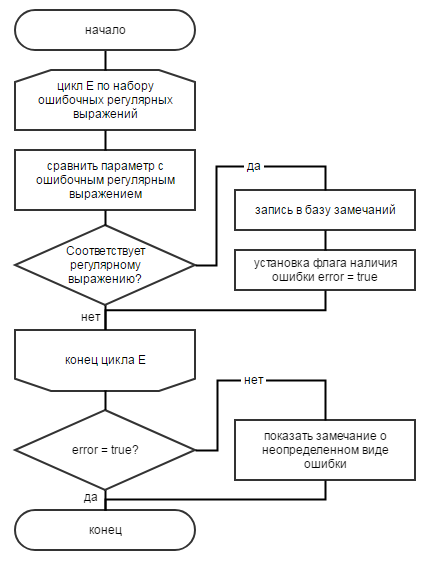 начало
цикл Е по набору
ошибочных регулярных
выражений
сравнить параметр с
ошибочным регулярным
выражением
да
Соответствует
регулярному
выражению?
запись в базу замечаний
установка флага наличия
ошибки error = true
нет
конец цикла Е
error = true?
нет
показать замечание о
неопределенном виде
ошибки
да
конец